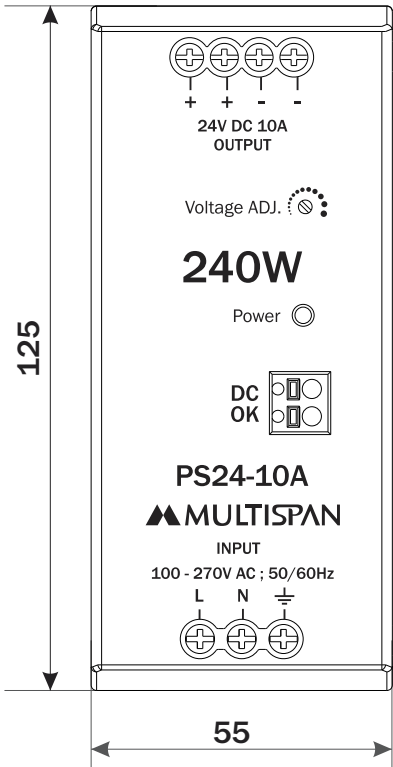 + + - -
24V DC 10A
OUTPUT
Voltage ADJ.
240W
Power
125
DC
OK
PS24-10A
MULTISPAN
INPUT
100 - 270V AC ; 50/60Hz
L N
55